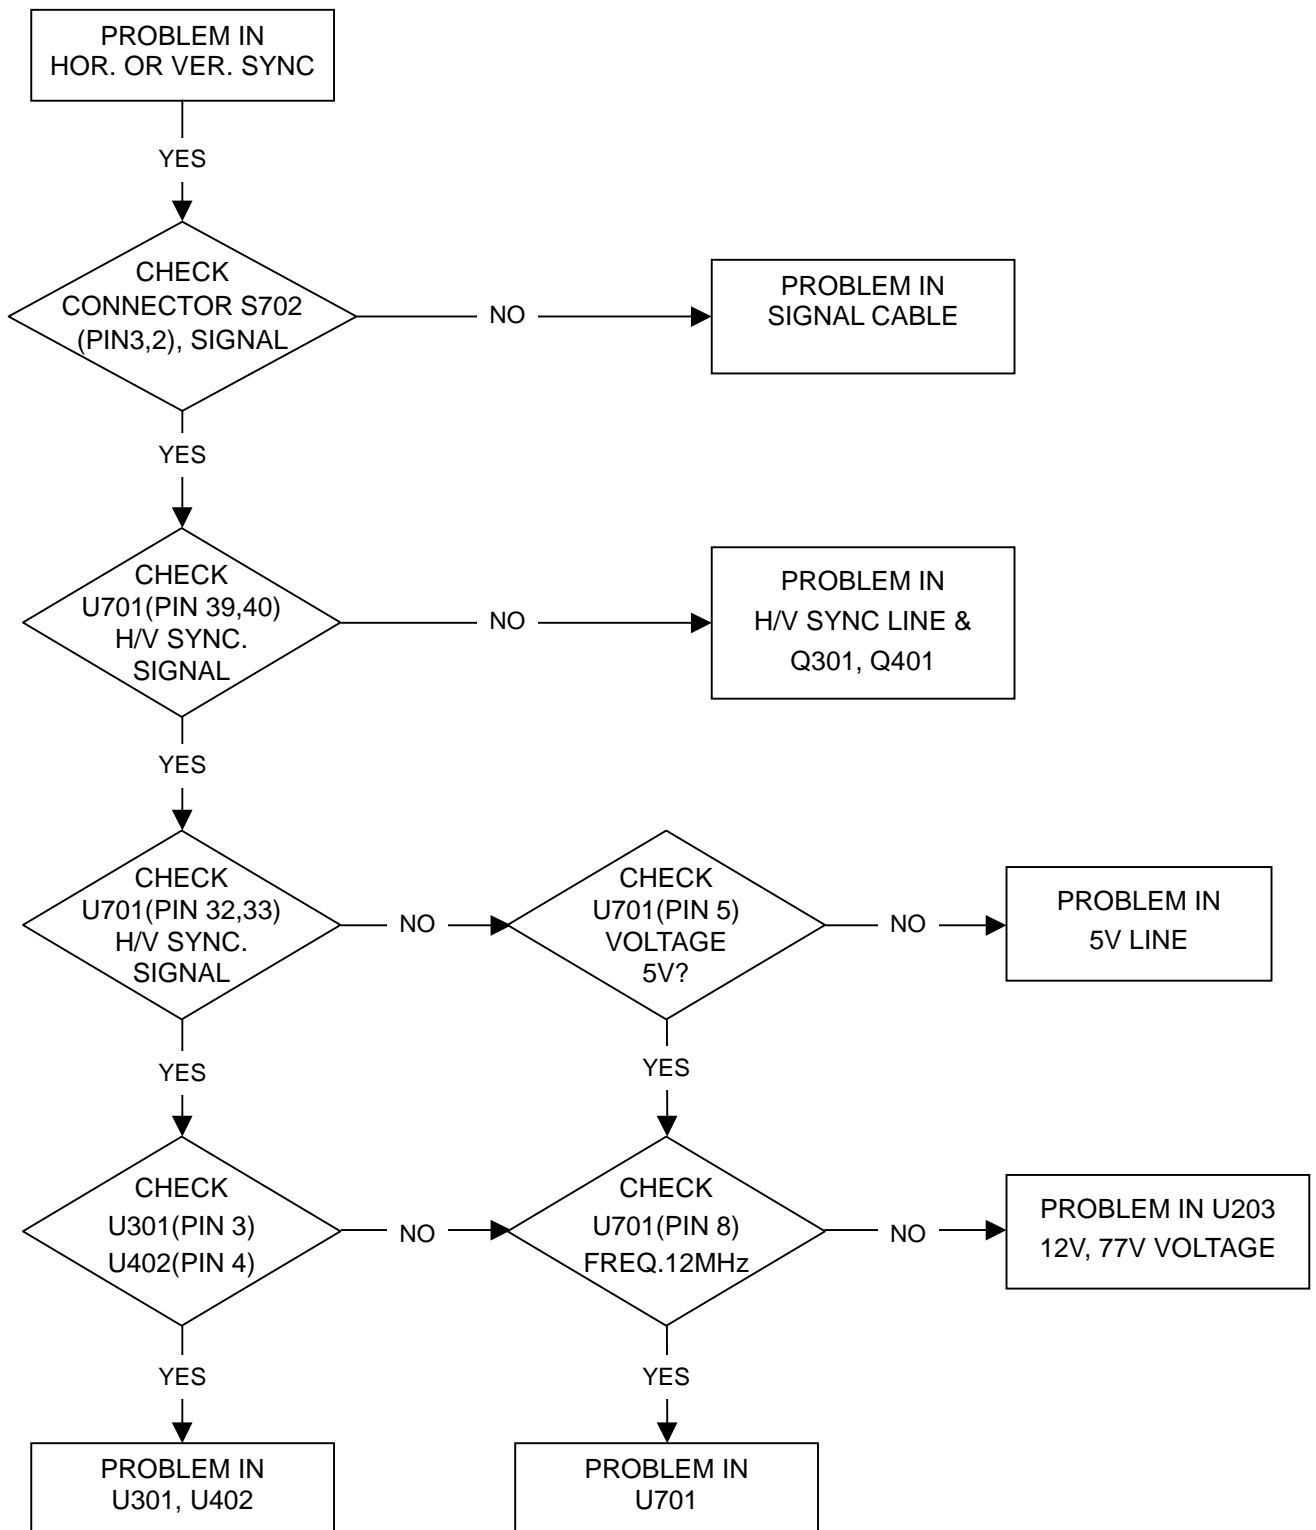 PROBLEM IN
HOR. OR VER. SYNC
YES
CHECK
CONNECTOR S702
(PIN3,2), SIGNAL
NO
PROBLEM IN
SIGNAL CABLE
YES
CHECK
U701(PIN 39,40)
H/V SYNC.
SIGNAL
NO
PROBLEM IN
H/V SYNC LINE &
Q301, Q401
YES
CHECK
U701(PIN 32,33)
H/V SYNC.
SIGNAL
NO
CHECK
U701(PIN 5)
VOLTAGE
5V?
NO
PROBLEM IN
5V LINE
YES
YES
CHECK
U301(PIN 3)
U402(PIN 4)
NO
CHECK
U701(PIN 8)
FREQ.12MHz
NO
PROBLEM IN U203
12V, 77V VOLTAGE
YES
YES
PROBLEM IN
U301, U402
PROBLEM IN
U701